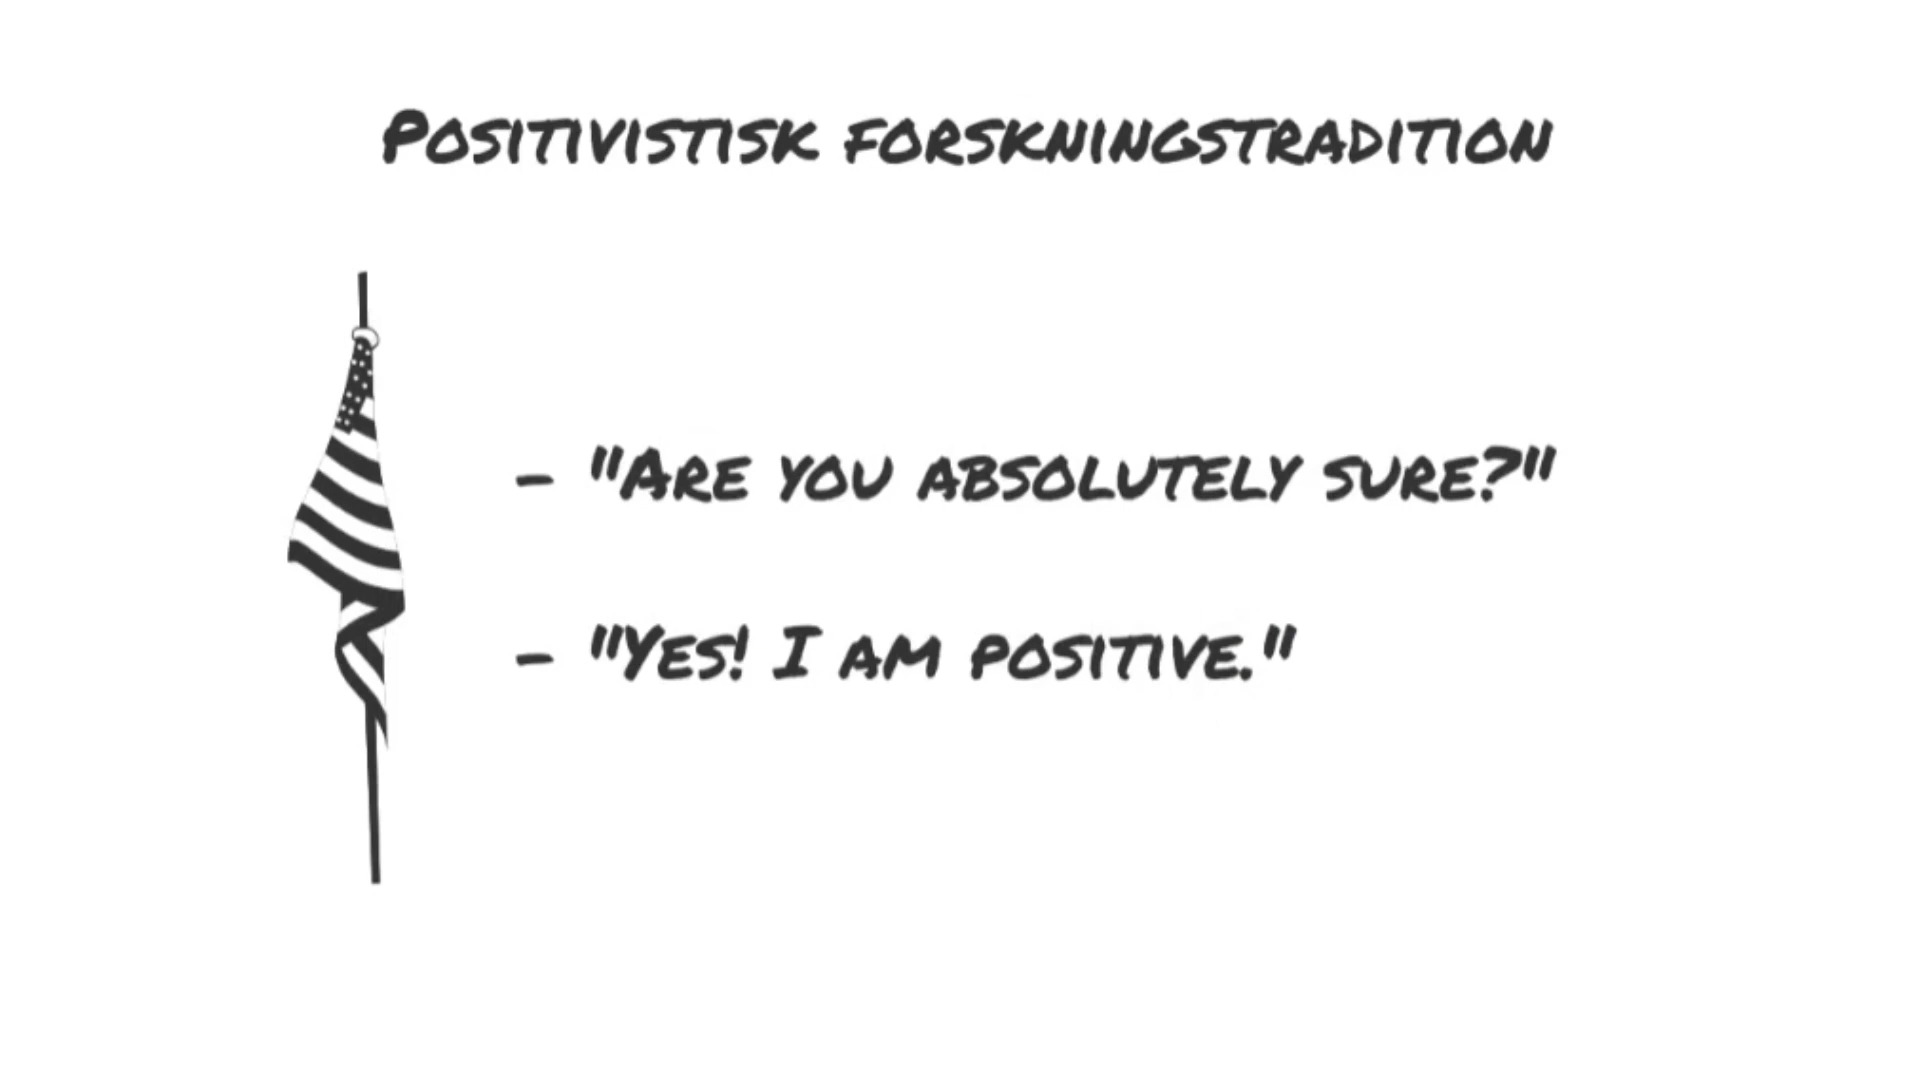 Positivistisk forskningstradition
- "Are you absolutely sure?"
- "Yes! I am positive."